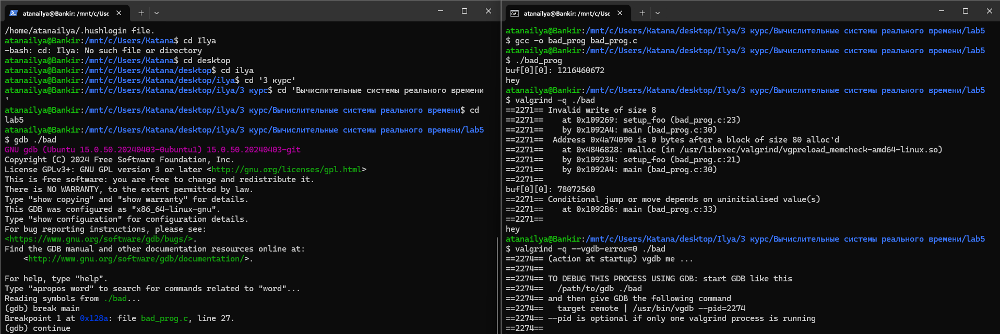 atanailya@Bankir: /mnt/c/Use
/home/atanailya/.hushlogin file.
atanailya@Bankir:/mnt/c/Users/Katana$ cd Ilya
-bash: cd: Ilya: No such file or directory
atanailya@Bankir:/mnt/c/Users/Katana$ cd desktop
atanailya@Bankir:/mnt/c/Users/Katana/desktop$ cd ilya
atanailya@Bankir:/mnt/c/Users/Katana/desktop/ilya$ cd '3 курс'
atanailya@Bankir:/mnt/c/Users/Katana/desktop/ilya/3 курс$ cd 'Вычислительные системы реального времени
'
atanailya@Bankir:/mnt/c/Users/Katana/desktop/ilya/3 курс/Вычислительные системы реального времени$ cd
lab5
atanailya@Bankir:/mnt/c/Users/Katana/desktop/ilya/3 курс/Вычислительные системы реального времени/lab5
$ gdb ./bad
GNU gdb (Ubuntu 15.0.50.20240403-0ubuntu1) 15.0.50.20240403-git
Copyright (C) 2024 Free Software Foundation, Inc.
License GPLv3+: GNU GPL version 3 or later <http://gnu.org/licenses/gpl.html>
This is free software: you are free to change and redistribute it.
There is NO WARRANTY, to the extent permitted by law.
Type "show copying" and "show warranty" for details.
This GDB was configured as "x86_64-linux-gnu".
Type "show configuration" for configuration details.
For bug reporting instructions, please see:
<https://www.gnu.org/software/gdb/bugs/>.
Find the GDB manual and other documentation resources online at:
    <http://www.gnu.org/software/gdb/documentation/>.
For help, type "help".
Type "apropos word" to search for commands related to "word"...
Reading symbols from ./bad...
(gdb) break main
Breakpoint 1 at 0x128a: file bad_prog.c, line 27.
(gdb) continue
atanailya@Bankir: /mnt/c/Use
atanailya@Bankir:/mnt/c/Users/Katana/desktop/Ilya/3 курс/Вычислительные системы реального времени/lab5
$ gcc -o bad_prog bad_prog.c
atanailya@Bankir:/mnt/c/Users/Katana/desktop/Ilya/3 курс/Вычислительные системы реального времени/lab5
$ ./bad_prog
buf[0][0]: 1216460672
hey
atanailya@Bankir:/mnt/c/Users/Katana/desktop/Ilya/3 курс/Вычислительные системы реального времени/lab5
$ valgrind -q ./bad
==2271== Invalid write of size 8
==2271==    at 0x109269: setup_foo (bad_prog.c:23)
==2271==    by 0x1092A4: main (bad_prog.c:30)
==2271==  Address 0x4a74090 is 0 bytes after a block of size 80 alloc'd
==2271==    at 0x4846828: malloc (in /usr/libexec/valgrind/vgpreload_memcheck-amd64-linux.so)
==2271==    by 0x109234: setup_foo (bad_prog.c:21)
==2271==    by 0x1092A4: main (bad_prog.c:30)
==2271==
buf[0][0]: 78072560
==2271== Conditional jump or move depends on uninitialised value(s)
==2271==    at 0x1092B6: main (bad_prog.c:33)
==2271==
hey
atanailya@Bankir:/mnt/c/Users/Katana/desktop/Ilya/3 курс/Вычислительные системы реального времени/lab5
$ valgrind -q --vgdb-error=0 ./bad
==2274== (action at startup) vgdb me ...
==2274==
==2274== TO DEBUG THIS PROCESS USING GDB: start GDB like this
==2274==   /path/to/gdb ./bad
==2274== and then give GDB the following command
==2274==   target remote | /usr/bin/vgdb --pid=2274
==2274== --pid is optional if only one valgrind process is running
==2274==